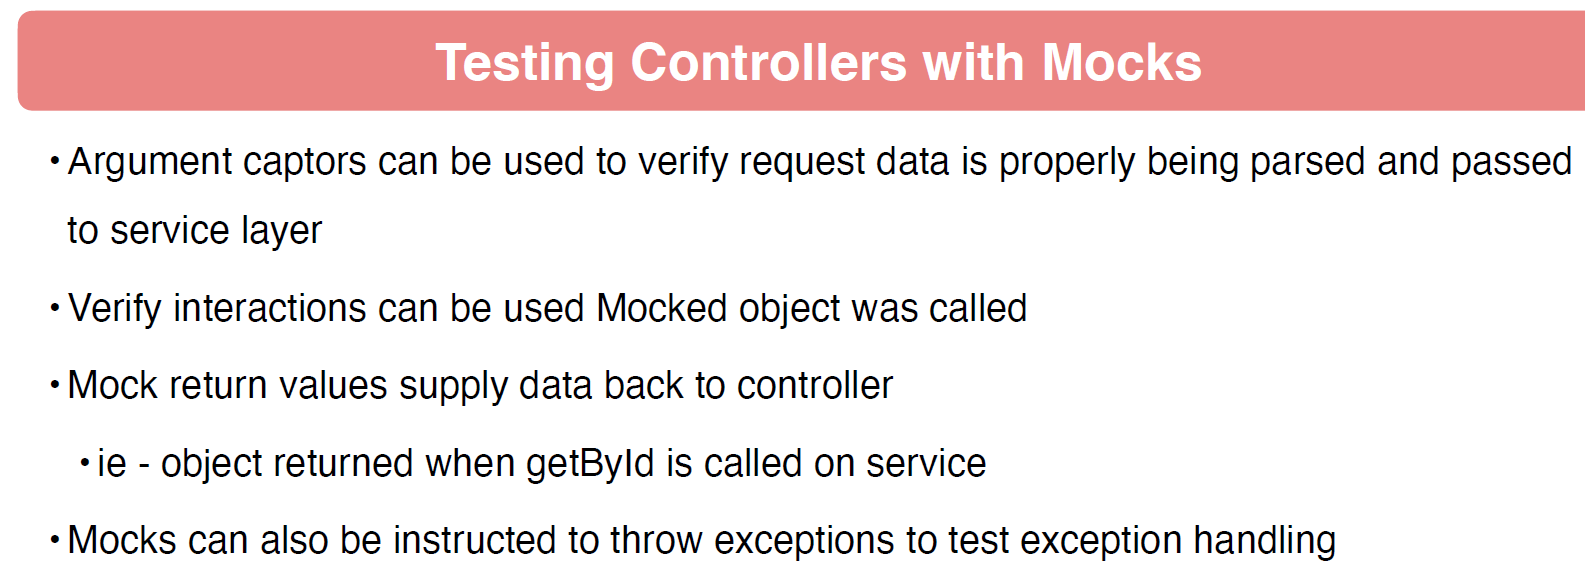 Testing Controllers with Mocks
• Argument captors can be used to verify request data is properly being parsed and passed
to service layer
• Verify interactions can be used Mocked object was called
• Mock return values supply data back to controller
• ie - object returned when getById is called on service
• Mocks can also be instructed to throw exceptions to test exception handling